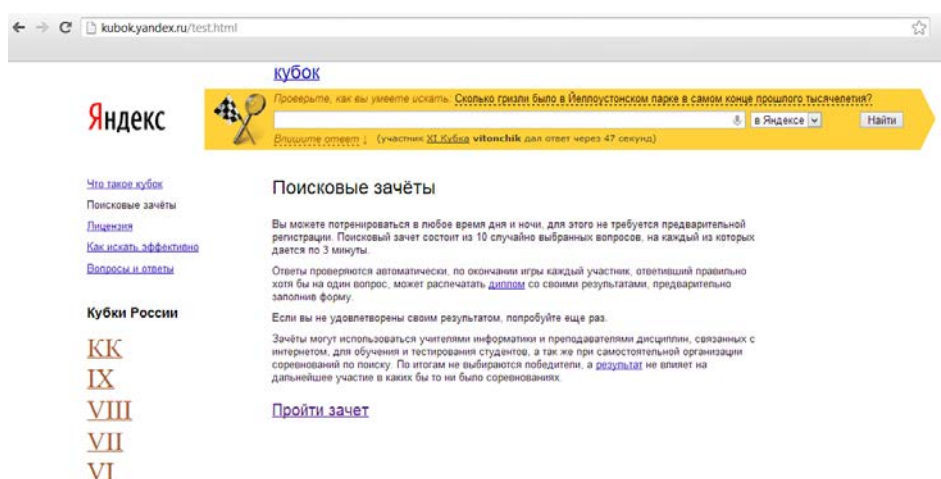 kubok.yandex.ru/test.html
кубок
Яндекс
Проверьте, как вы умеете искать: Сколько гризли было в Йеллоустонском парке в самом конце прошлого тысячелетия?
в Яндексе
Найти
Впишите ответ ↓ (участник XI Кубка vitonchik дал ответ через 47 секунд)
Что такое кубок
Поисковые зачёты
Лицензия
Как искать эффективно
Вопросы и ответы
Кубки России
КК
IX
VIII
VII
VI
Поисковые зачёты
Вы можете потренироваться в любое время дня и ночи, для этого не требуется предварительной
регистрации. Поисковый зачет состоит из 10 случайно выбранных вопросов, на каждый из которых
дается по 3 минуты.
Ответы проверяются автоматически, по окончании игры каждый участник, ответивший правильно
хотя бы на один вопрос, может распечатать диплом со своими результатами, предварительно
заполнив форму.
Если вы не удовлетворены своим результатом, попробуйте еще раз.
Зачёты могут использоваться учителями информатики и преподавателями дисциплин, связанных с
интернетом, для обучения и тестирования студентов, а так же при самостоятельной организации
соревнований по поиску. По итогам не выбираются победители, а результат не влияет на
дальнейшее участие в каких бы то ни было соревнованиях.
Пройти зачет